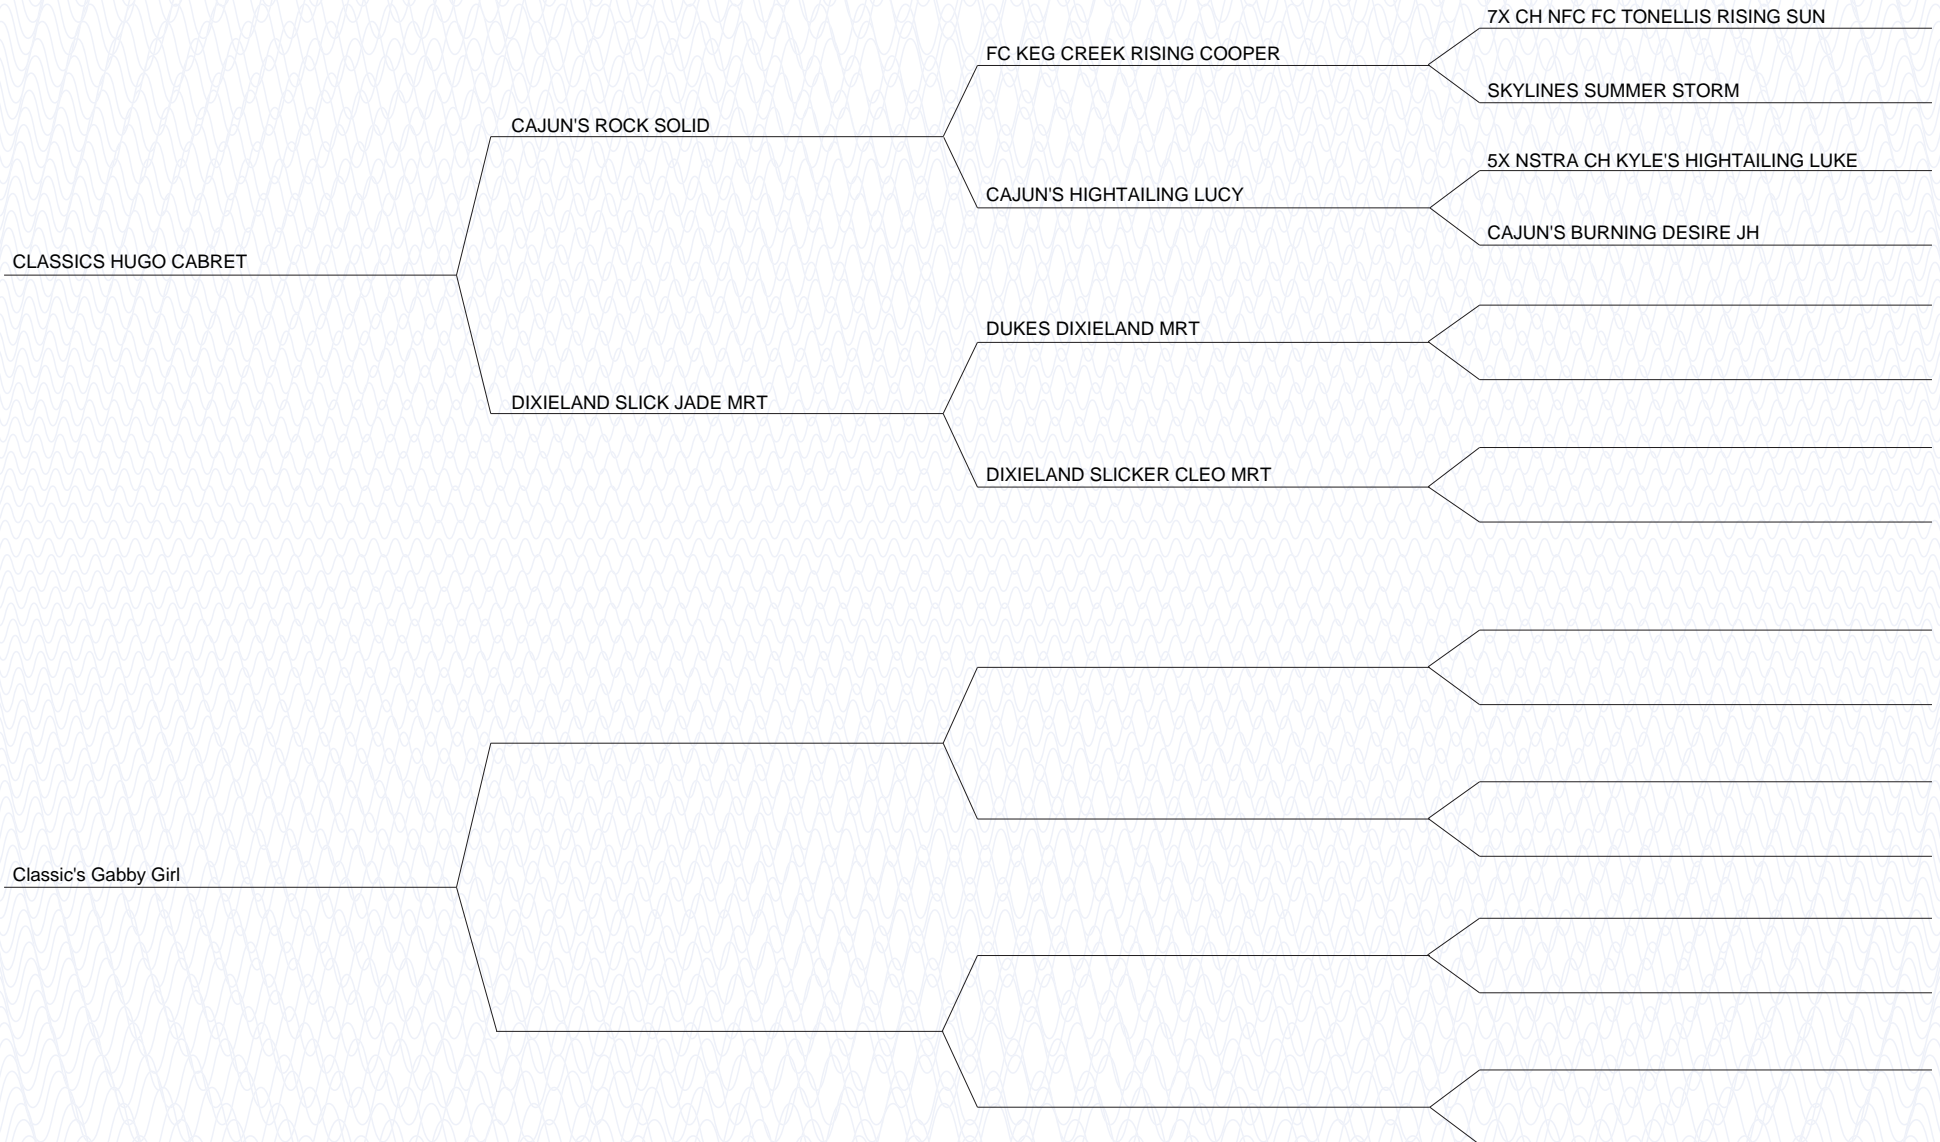 7X CH NFC FC TONELLIS RISING SUN
FC KEG CREEK RISING COOPER
SKYLINES SUMMER STORM
CAJUN'S ROCK SOLID
5X NSTRA CH KYLE'S HIGHTAILING LUKE
CAJUN'S HIGHTAILING LUCY
CAJUN'S BURNING DESIRE JH
CLASSICS HUGO CABRET
DUKES DIXIELAND MRT
DIXIELAND SLICK JADE MRT
DIXIELAND SLICKER CLEO MRT
Classic's Gabby Girl